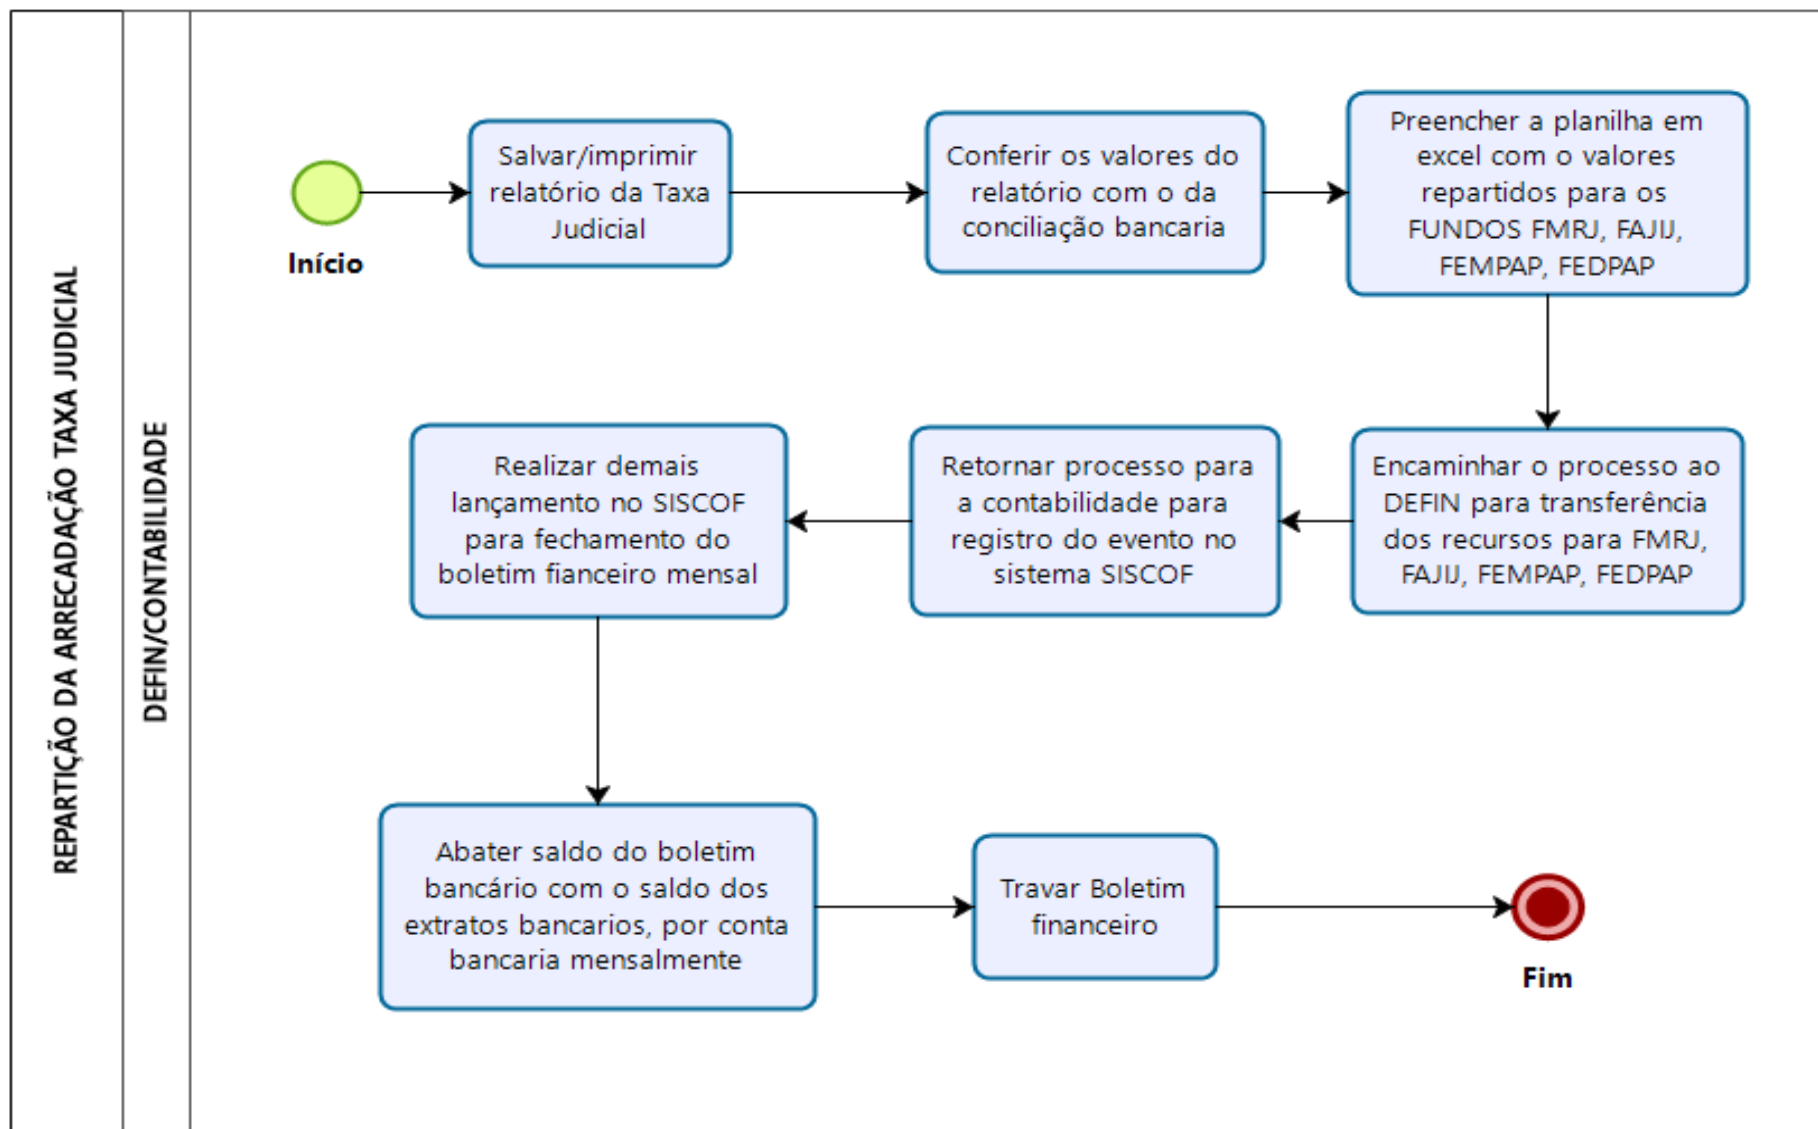 REPARTIÇÃO DA ARRECADAÇÃO TAXA JUDICIAL
DEFIN/CONTABILIDADE
Início
Salvar/imprimir
relatório da Taxa
Judicial
Conferir os valores do
relatório com o da
conciliação bancaria
Preencher a planilha em
excel com o valores
repartidos para os
FUNDOS FMRJ, FAJIJ,
FEMPAP, FEDPAP
Encaminhar o processo ao
DEFIN para transferência
dos recursos para FMRJ,
FAJIJ, FEMPAP, FEDPAP
Retornar processo para
a contabilidade para
registro do evento no
sistema SISCOF
Realizar demais
lançamento no SISCOF
para fechamento do
boletim fianceiro mensal
Abater saldo do boletim
bancário com o saldo dos
extratos bancarios, por conta
bancaria mensalmente
Travar Boletim
financeiro
Fim